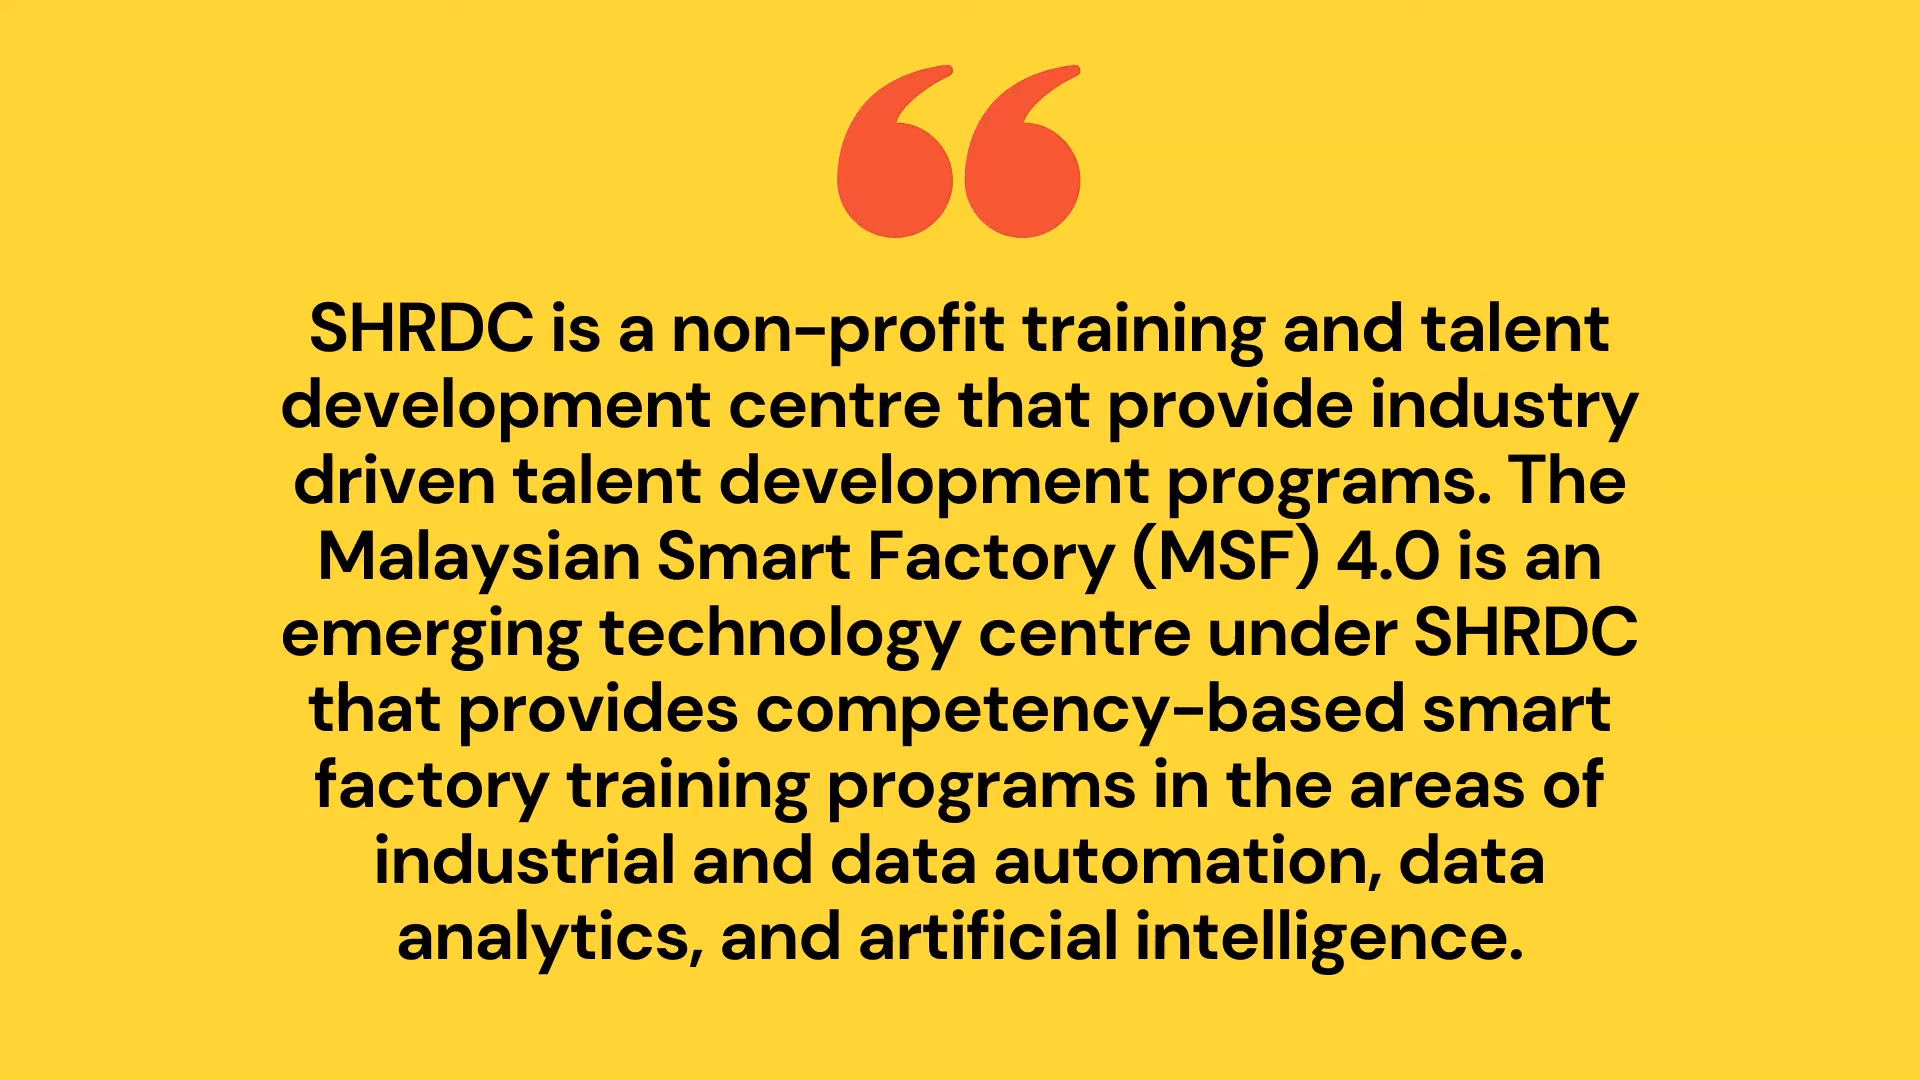 SHRDC is a non-profit training and talent
development centre that provide industry
driven talent development programs. The
Malaysian Smart Factory (MSF) 4.0 is an
emerging technology centre under SHRDC
that provides competency-based smart
factory training programs in the areas of
industrial and data automation, data
analytics, and artificial intelligence.